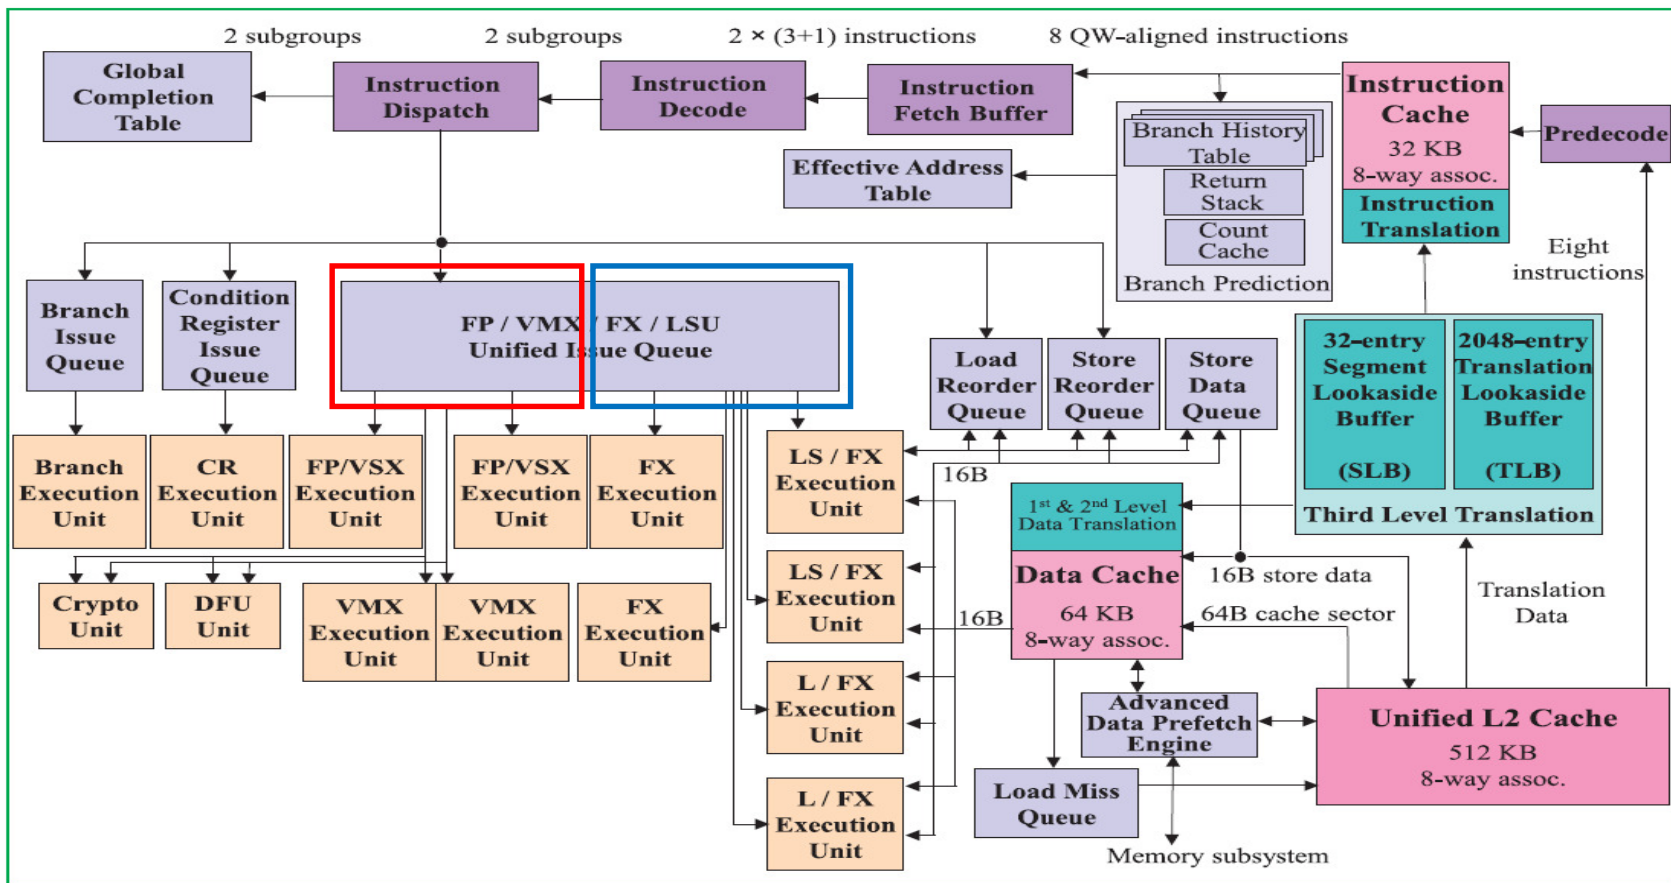 2 subgroups
2 subgroups
2 × (3+1) instructions
8 QW-aligned instructions
Global
Completion
Table
Instruction
Dispatch
Instruction
Decode
Instruction
Fetch Buffer
Instruction
Cache
32 KB
8-way assoc.
Instruction
Translation
Predecode
Branch History
Table
Return
Stack
Count
Cache
Branch Prediction
Effective Address
Table
Eight
instructions
Branch
Issue
Queue
Condition
Register
Issue
Queue
FP / VMX / FX / LSU
Unified Issue Queue
Load
Reorder
Queue
Store
Reorder
Queue
Store
Data
Queue
32-entry
Segment
Lookaside
Buffer
(SLB)
2048-entry
Translation
Lookaside
Buffer
(TLB)
Third Level Translation
Branch
Execution
Unit
CR
Execution
Unit
FP/VSX
Execution
Unit
FP/VSX
Execution
Unit
FX
Execution
Unit
LS / FX
Execution
Unit
16B
1st & 2nd Level
Data Translation
Data Cache
64 KB
8-way assoc.
16B store data
64B cache sector
Translation
Data
Crypto
Unit
DFU
Unit
VMX
Execution
Unit
VMX
Execution
Unit
FX
Execution
Unit
LS / FX
Execution
Unit
16B
L / FX
Execution
Unit
Advanced
Data Prefetch
Engine
Unified L2 Cache
512 KB
8-way assoc.
L / FX
Execution
Unit
Load Miss
Queue
Memory subsystem